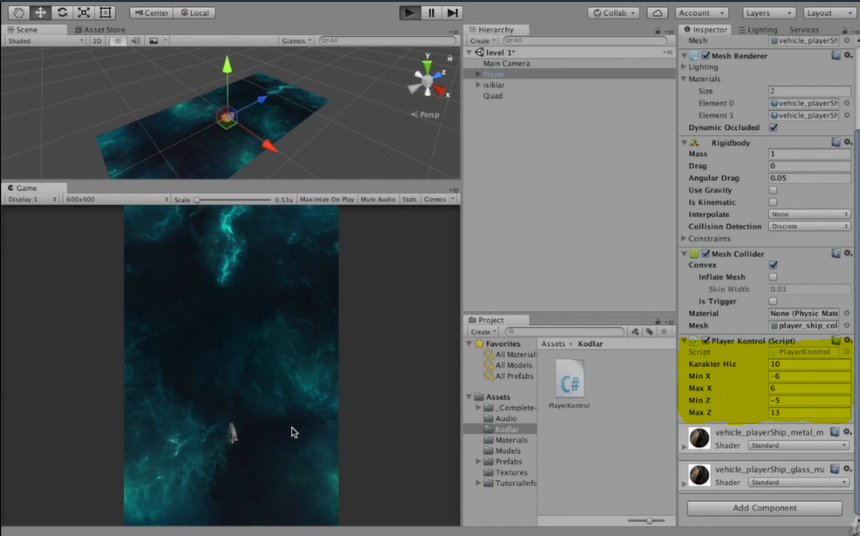 Center Local Collab Account Layers Layout
Scene Asset Store
Shaded 2D Gizmos All
y
z
x
Persp
Game
Display 1 600x900 Scale 0.53x Maximize On Play Mute Audio Stats Gizmos
Hierarchy
Create All
level 1*
Main Camera
Player
isiklar
Quad
Project
Create
Favorites
All Material
All Models
All Prefabs
Assets
_Complete-
Audio
Kodlar
Materials
Models
Prefabs
Textures
TutorialInfo
Assets Kodlar
C#
PlayerKontrol
Inspector Lighting Services
Mesh vehicle_playerSh
Mesh Renderer
Lighting
Materials
Size 2
Element 0 vehicle_playerSh
Element 1 vehicle_playerSh
Dynamic Occluded
Rigidbody
Mass 1
Drag 0
Angular Drag 0.05
Use Gravity
Is Kinematic
Interpolate None
Collision Detection Discrete
Constraints
Mesh Collider
Convex
Inflate Mesh
Skin Width 0.01
Is Trigger
Material None (Physic Mate
Mesh player_ship_col
Player Kontrol (Script)
Script PlayerKontrol
Karakter Hiz 10
Min X -6
Max X 6
Min Z -5
Max Z 13
vehicle_playerShip_metal_m
Shader Standard
vehicle_playerShip_glass_ma
Shader Standard
Add Component